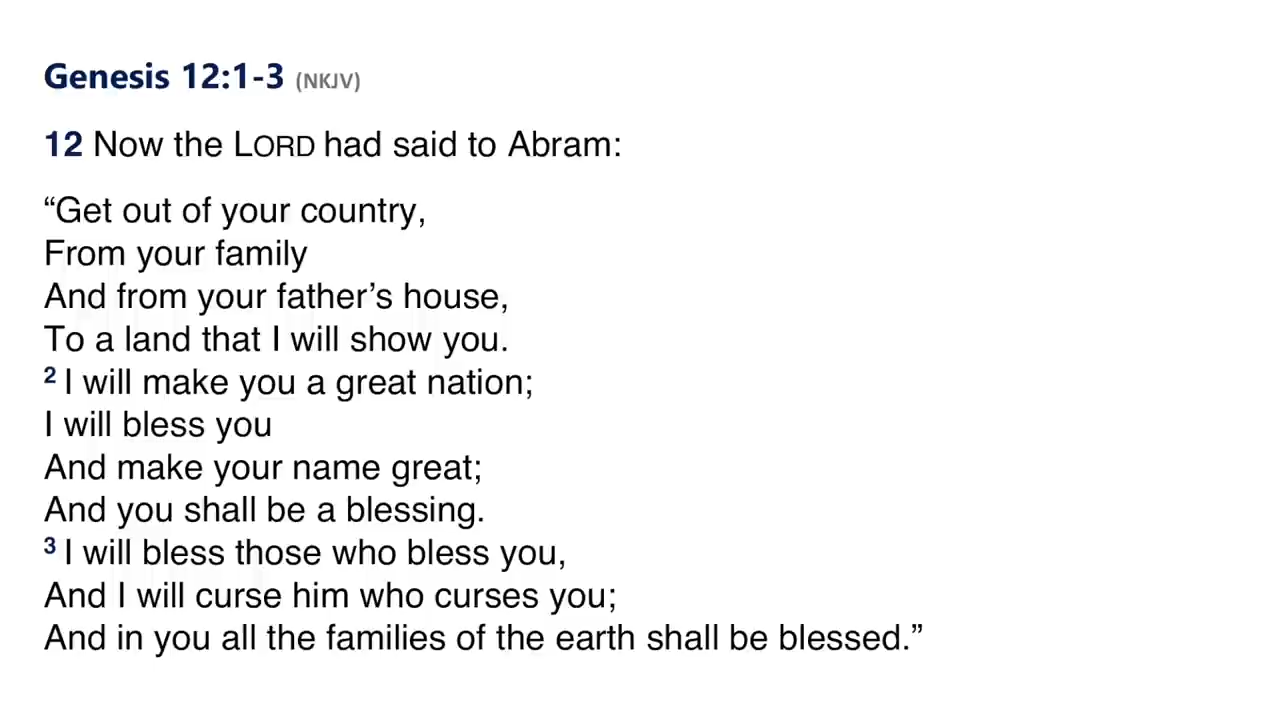 Genesis 12:1-3 (NKJV)
12 Now the LORD had said to Abram:
“Get out of your country,
From your family
And from your father’s house,
To a land that I will show you.
2 I will make you a great nation;
I will bless you
And make your name great;
And you shall be a blessing.
3 I will bless those who bless you,
And I will curse him who curses you;
And in you all the families of the earth shall be blessed.”